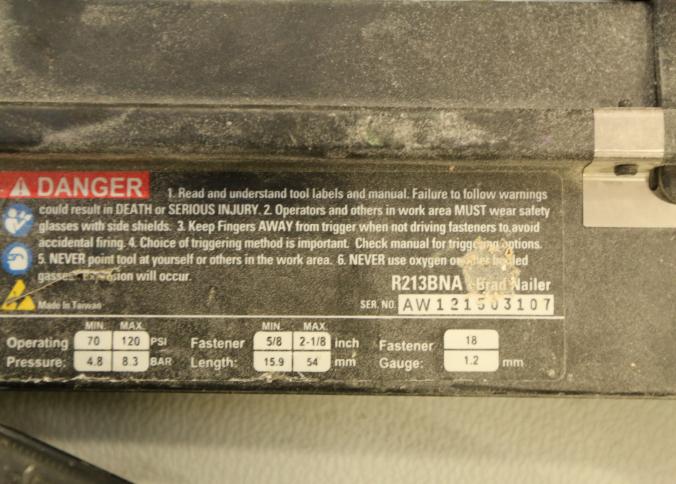 DANGER
1. Read and understand tool labels and manual. Failure to follow warnings
could result in DEATH or SERIOUS INJURY. 2. Operators and others in work area MUST wear safety
glasses with side shields. 3. Keep Fingers AWAY from trigger when not driving fasteners to avoid
accidental firing. 4. Choice of triggering method is important. Check manual for triggering options.
5. NEVER point tool at yourself or others in the work area. 6. NEVER use oxygen or
gases. will occur.
R213BNA Brad Nailer
Made in Taiwan
SER. NO. AW121503107
MIN. MAX. MIN. MAX.
Operating 70 120 PSI Fastener 5/8 2-1/8 inch Fastener 18
Pressure: 4.8 8.3 BAR Length: 15.9 54 mm Gauge: 1.2 mm